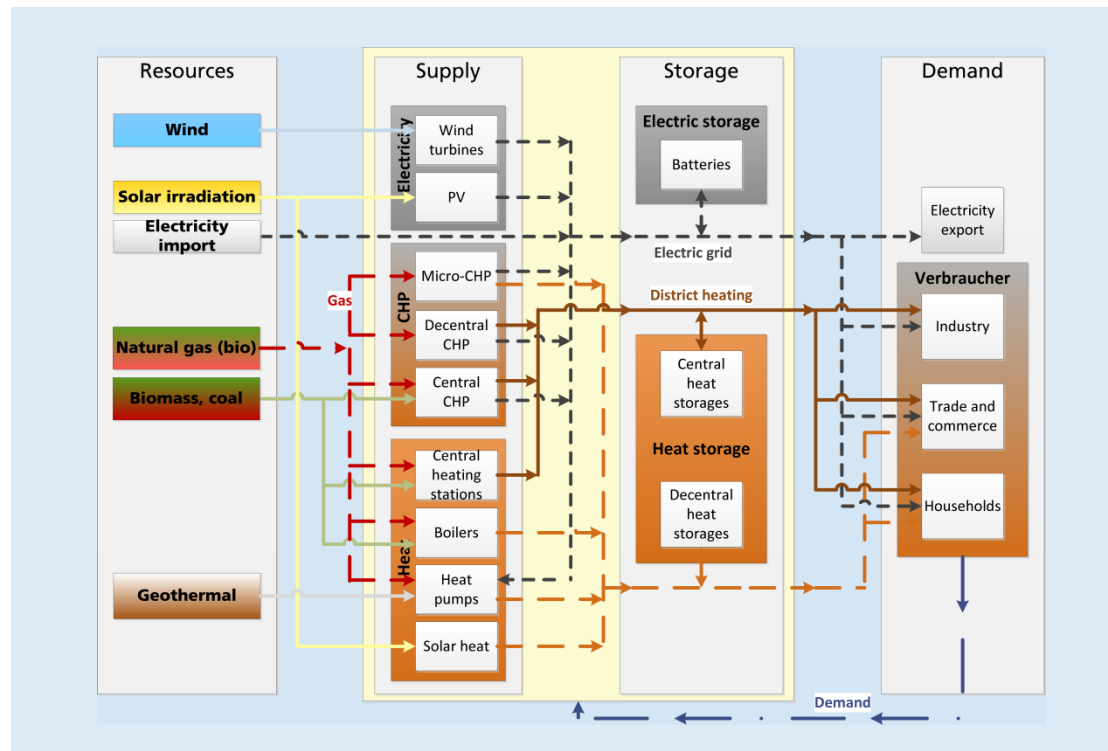 Resources
Supply
Storage
Demand
Wind
Solar irradiation
Electricity
import
Natural gas (bio)
Biomass, coal
Geothermal
Gas
Electricity
Wind
turbines
PV
CHP
Micro-CHP
Decentral
CHP
Central
CHP
Heat
Central
heating
stations
Boilers
Heat
pumps
Solar heat
Electric storage
Batteries
Electric grid
District heating
Central
heat
storages
Heat storage
Decentral
heat
storages
Electricity
export
Verbraucher
Industry
Trade and
commerce
Households
Demand